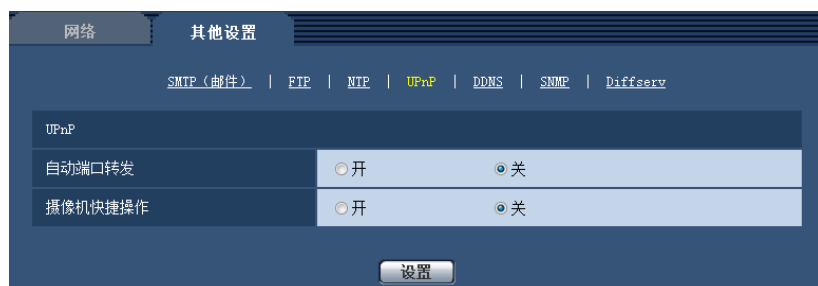 网络 其他设置
SMTP（邮件） | FTP | NTP | UPnP | DDNS | SNMP | Diffserv
UPnP
自动端口转发 开 关
摄像机快捷操作 开 关
设置